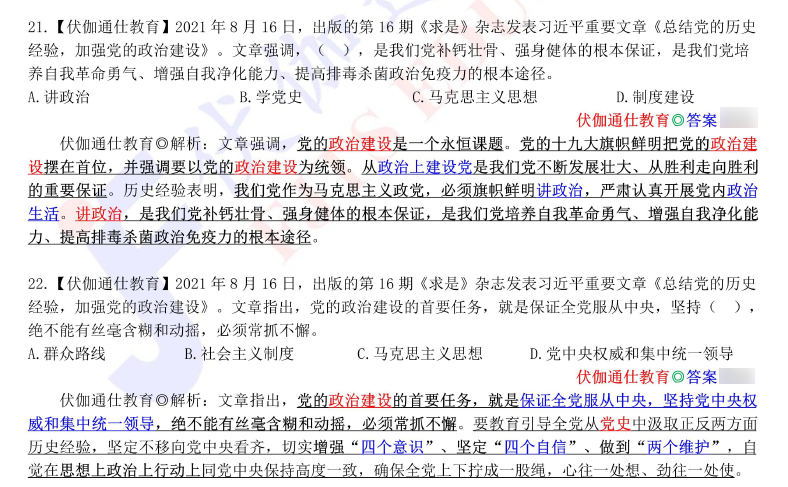 21.【伏伽通仕教育】2021 年 8 月 16 日，出版的第 16 期《求是》杂志发表习近平重要文章《总结党的历史
经验，加强党的政治建设》。文章强调，（　），是我们党补钙壮骨、强身健体的根本保证，是我们党培
养自我革命勇气、增强自我净化能力、提高排毒杀菌政治免疫力的根本途径。
A.讲政治 B.学党史 C.马克思主义思想 D.制度建设
伏伽通仕教育◎答案
伏伽通仕教育◎解析：文章强调，党的政治建设是一个永恒课题。党的十九大旗帜鲜明把党的政治建
设摆在首位，并强调要以党的政治建设为统领。从政治上建设党是我们党不断发展壮大、从胜利走向胜利
的重要保证。历史经验表明，我们党作为马克思主义政党，必须旗帜鲜明讲政治，严肃认真开展党内政治
生活。讲政治，是我们党补钙壮骨、强身健体的根本保证，是我们党培养自我革命勇气、增强自我净化能
力、提高排毒杀菌政治免疫力的根本途径。
22.【伏伽通仕教育】2021 年 8 月 16 日，出版的第 16 期《求是》杂志发表习近平重要文章《总结党的历史
经验，加强党的政治建设》。文章指出，党的政治建设的首要任务，就是保证全党服从中央，坚持（　），
绝不能有丝毫含糊和动摇，必须常抓不懈。
A.群众路线 B.社会主义制度 C.马克思主义思想 D.党中央权威和集中统一领导
伏伽通仕教育◎答案
伏伽通仕教育◎解析：文章指出，党的政治建设的首要任务，就是保证全党服从中央，坚持党中央权
威和集中统一领导，绝不能有丝毫含糊和动摇，必须常抓不懈。要教育引导全党从党史中汲取正反两方面
历史经验，坚定不移向党中央看齐，切实增强“四个意识”、坚定“四个自信”、做到“两个维护”，自
觉在思想上政治上行动上同党中央保持高度一致，确保全党上下拧成一股绳，心往一处想、劲往一处使。